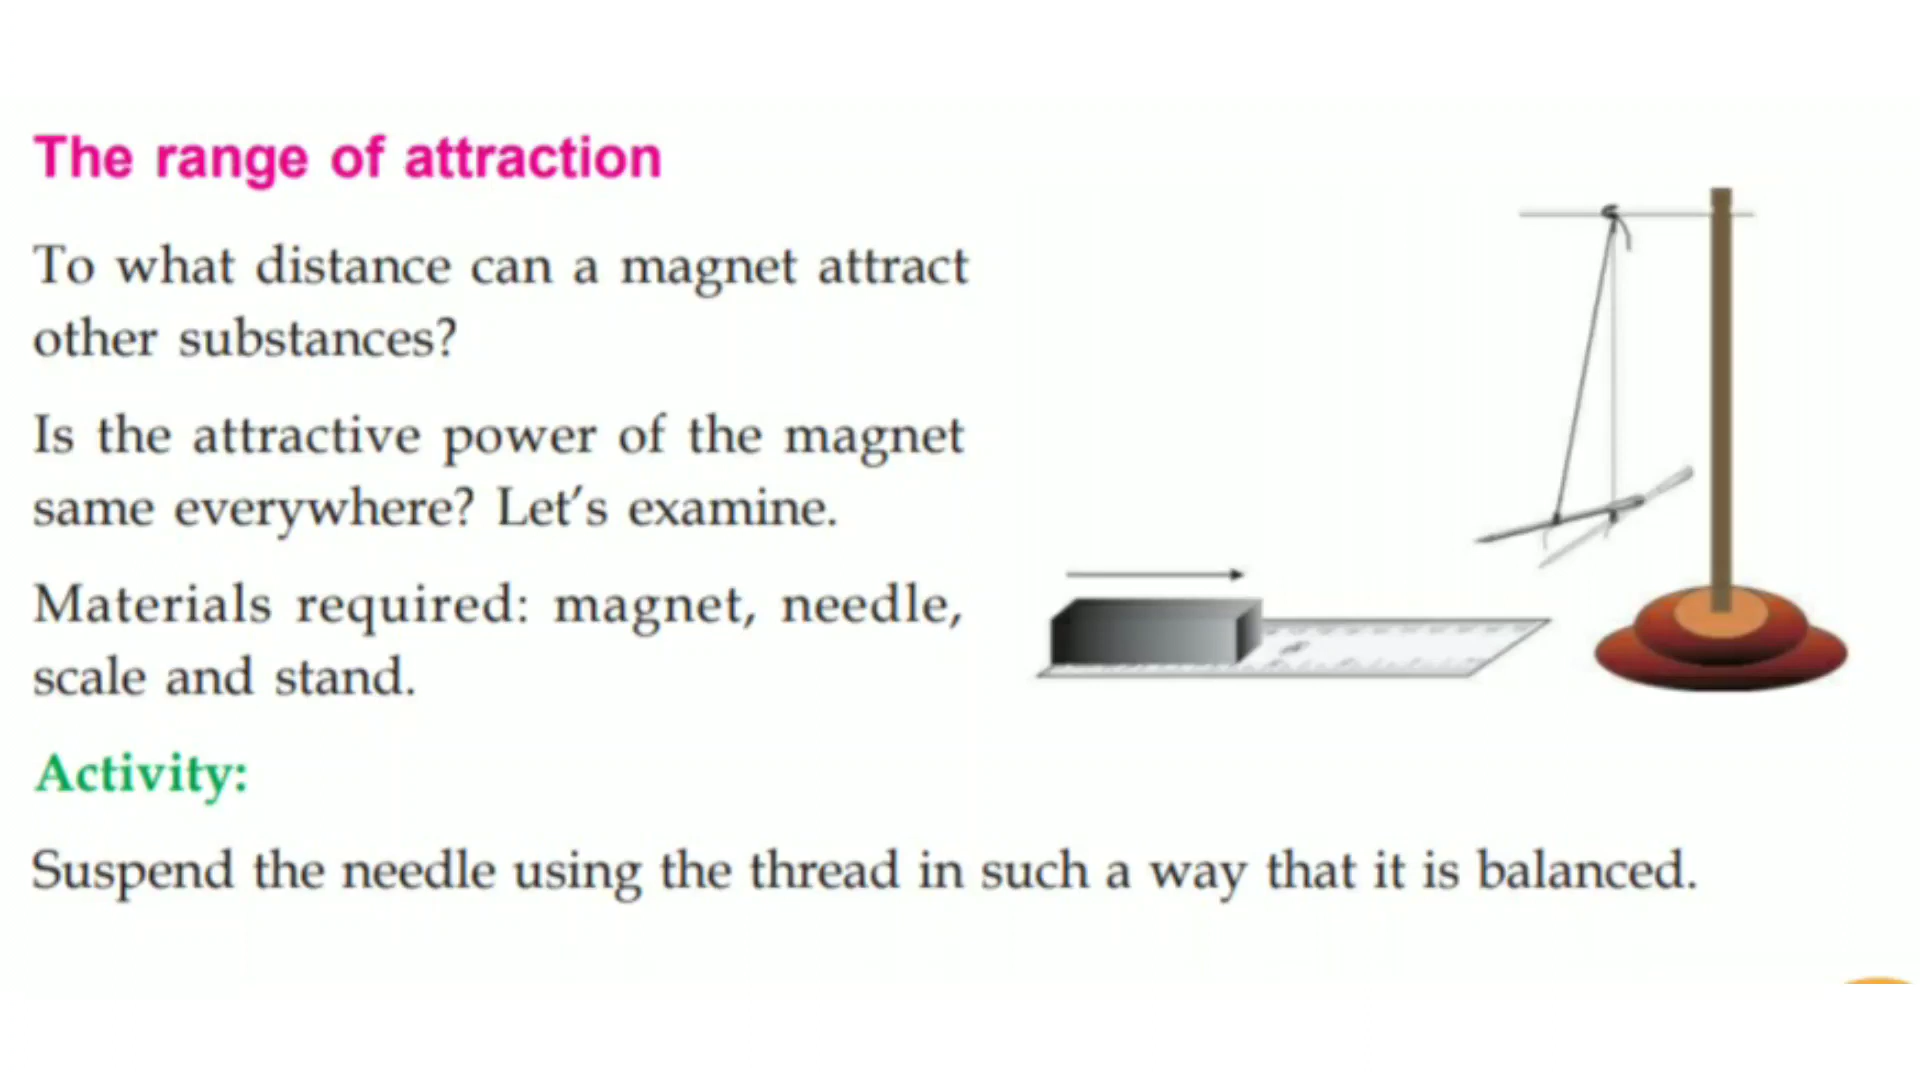 The range of attraction
To what distance can a magnet attract
other substances?
Is the attractive power of the magnet
same everywhere? Let's examine.
Materials required: magnet, needle,
scale and stand.
Activity:
Suspend the needle using the thread in such a way that it is balanced.